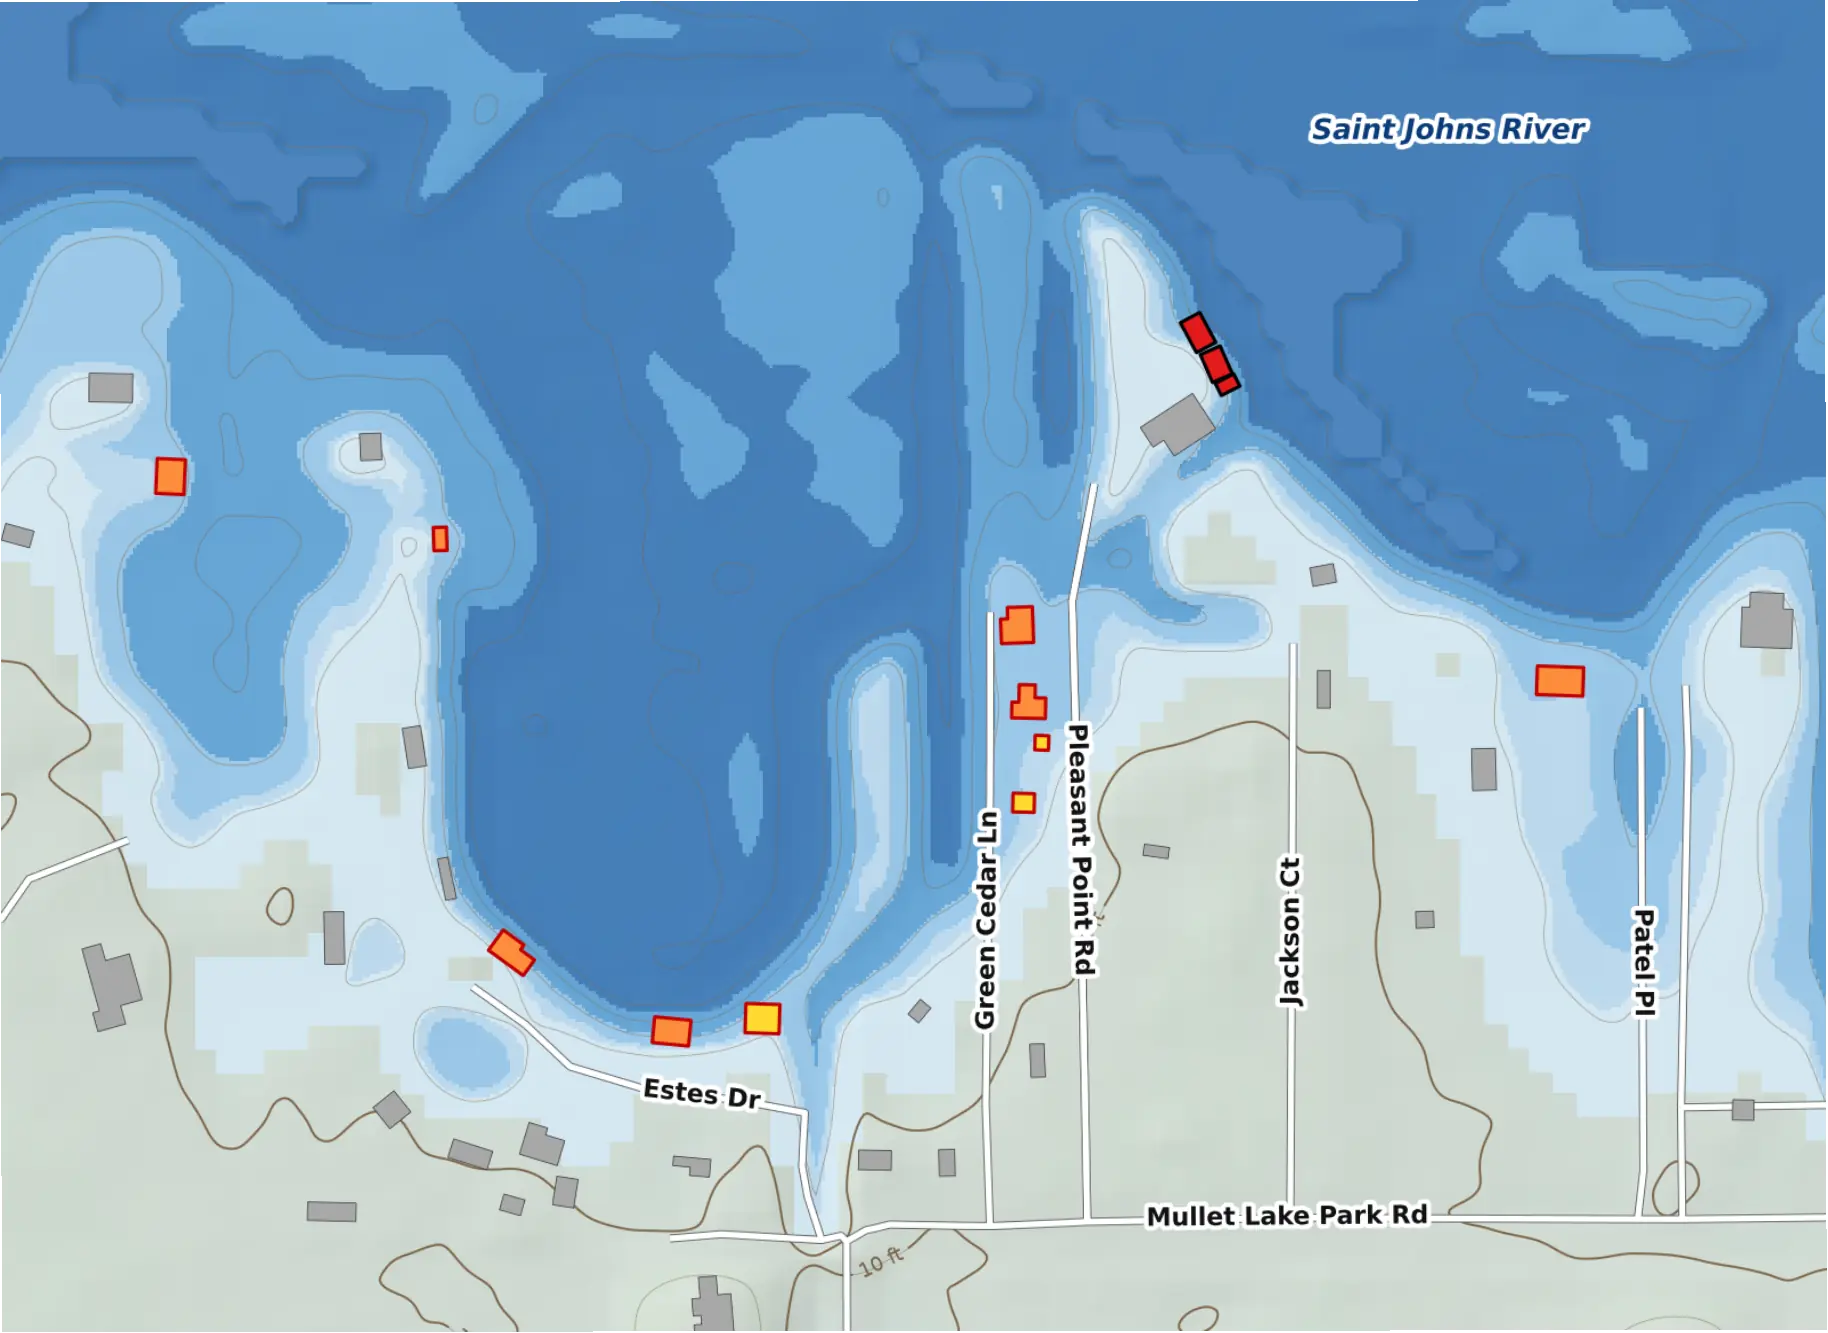 Saint Johns River
Pleasant Point Rd
Green Cedar Ln
Jackson Ct
Patel Pl
Estes Dr
Mullet Lake Park Rd
10 ft